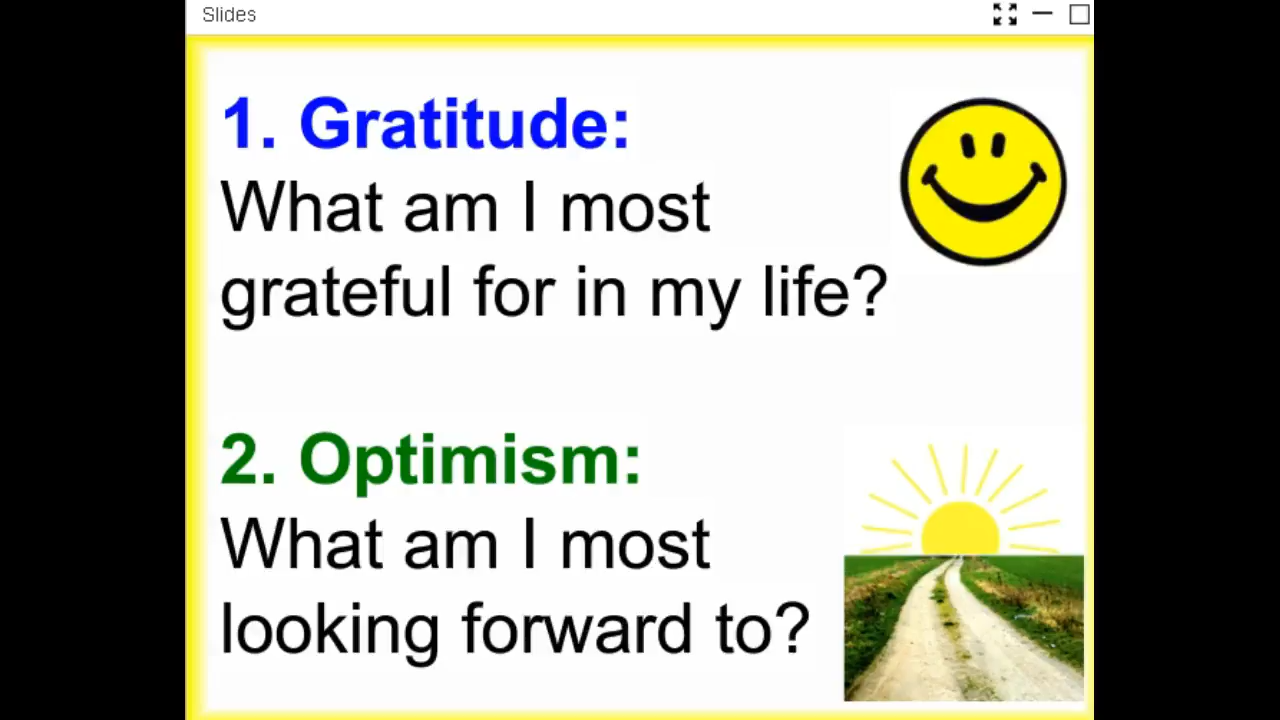 Slides
1. Gratitude:
What am I most
grateful for in my life?
2. Optimism:
What am I most
looking forward to?